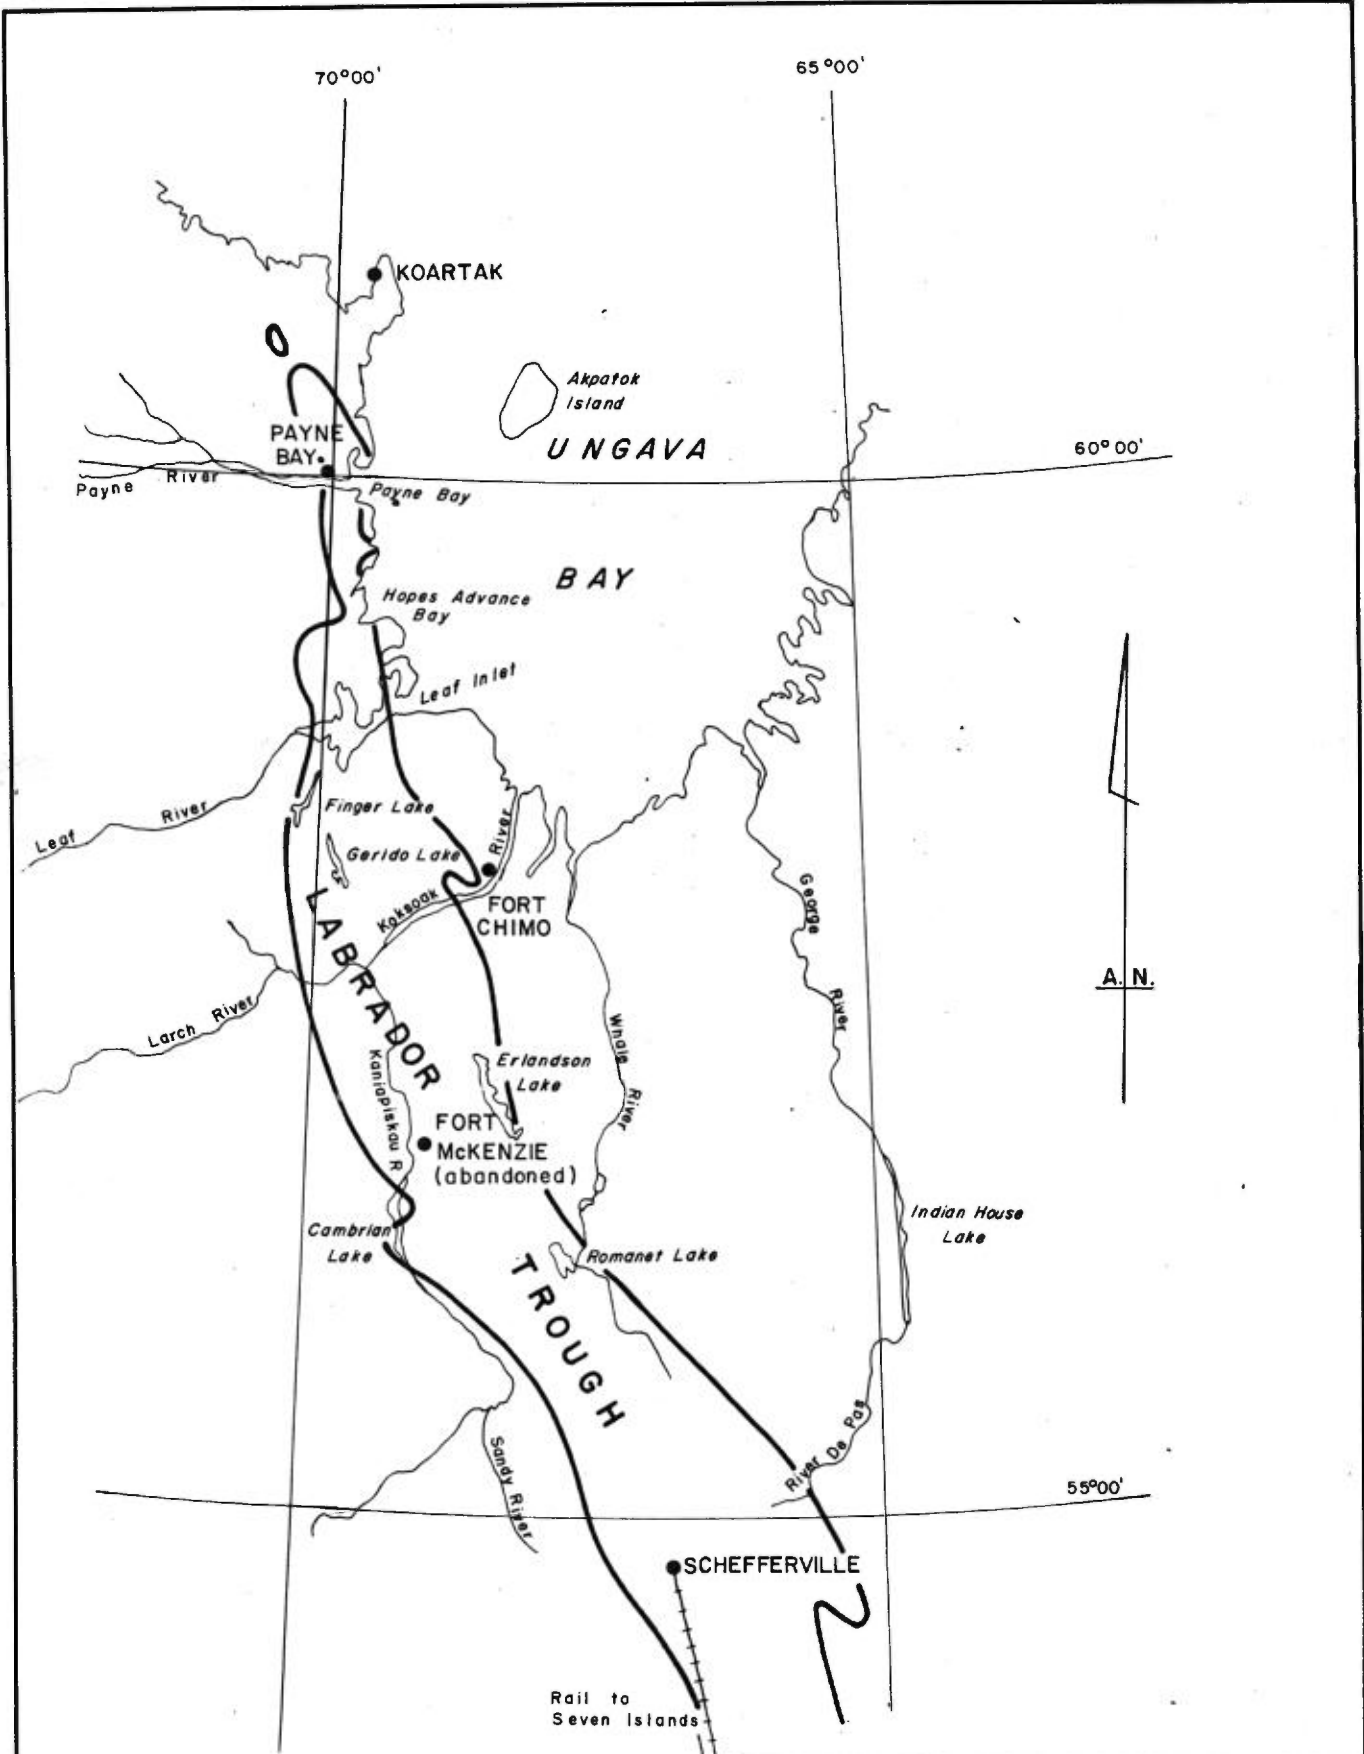 70°00'
65°00'
KOARTAK
Akpatok
Island
UNGAVA
60°00'
PAYNE
BAY
Payne River
Payne Bay
BAY
Hopes Advance
Bay
Leaf Inlet
Leaf River
Finger Lake
Gerido Lake
River
Koksoak
FORT
CHIMO
George
River
LABRADOR
A. N.
Larch River
Whale
River
Kaniapiskau R
Erlandson
Lake
FORT
McKENZIE
(abandoned)
Indian House
Lake
Cambrian
Lake
Romanet Lake
TROUGH
River De Pas
Sandy River
55°00'
SCHEFFERVILLE
Rail to
Seven Islands